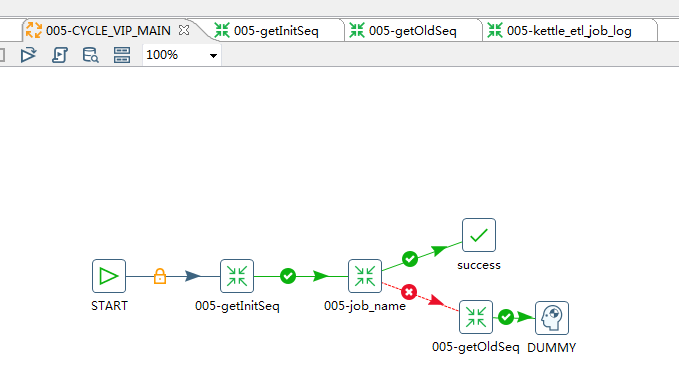 005-CYCLE_VIP_MAIN
005-getInitSeq
005-getOldSeq
005-kettle_etl_job_log
100%
success
START
005-getInitSeq
005-job_name
005-getOldSeq
DUMMY